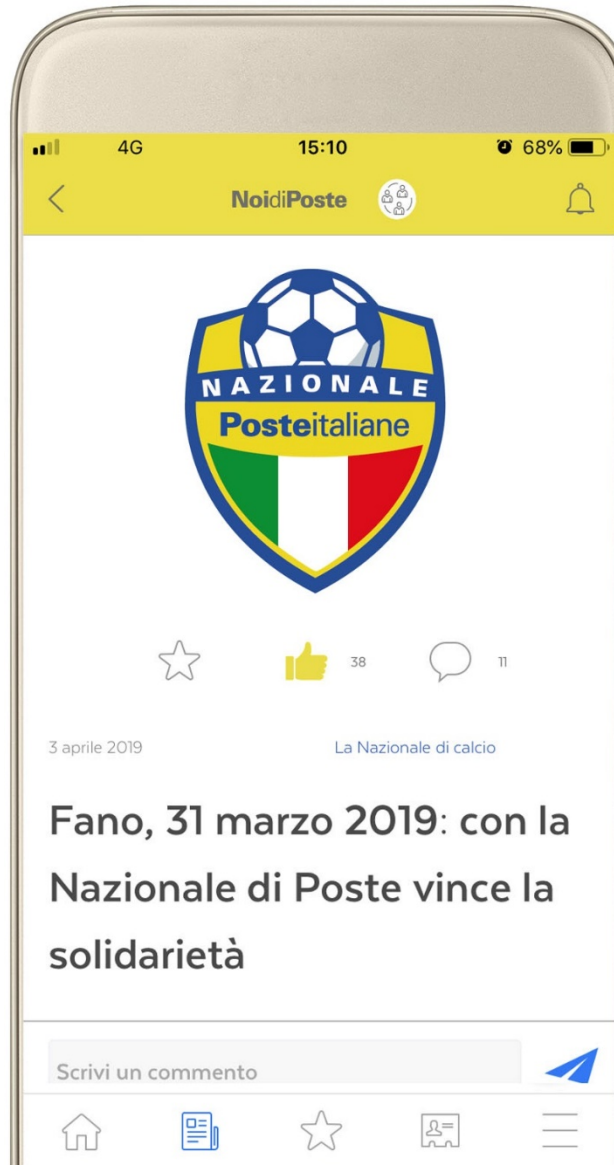 4G 15:10 68%
NoidiPoste
NAZIONALE
Posteitaliane
38 11
3 aprile 2019 La Nazionale di calcio
Fano, 31 marzo 2019: con la
Nazionale di Poste vince la
solidarietà
Scrivi un commento